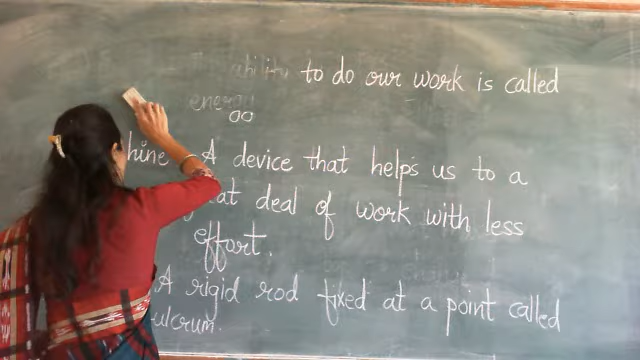 ability to do our work is called
energy
hine A device that helps us to a
at deal of work with less
effort.
A rigid rod fixed at a point called
ulcrum.